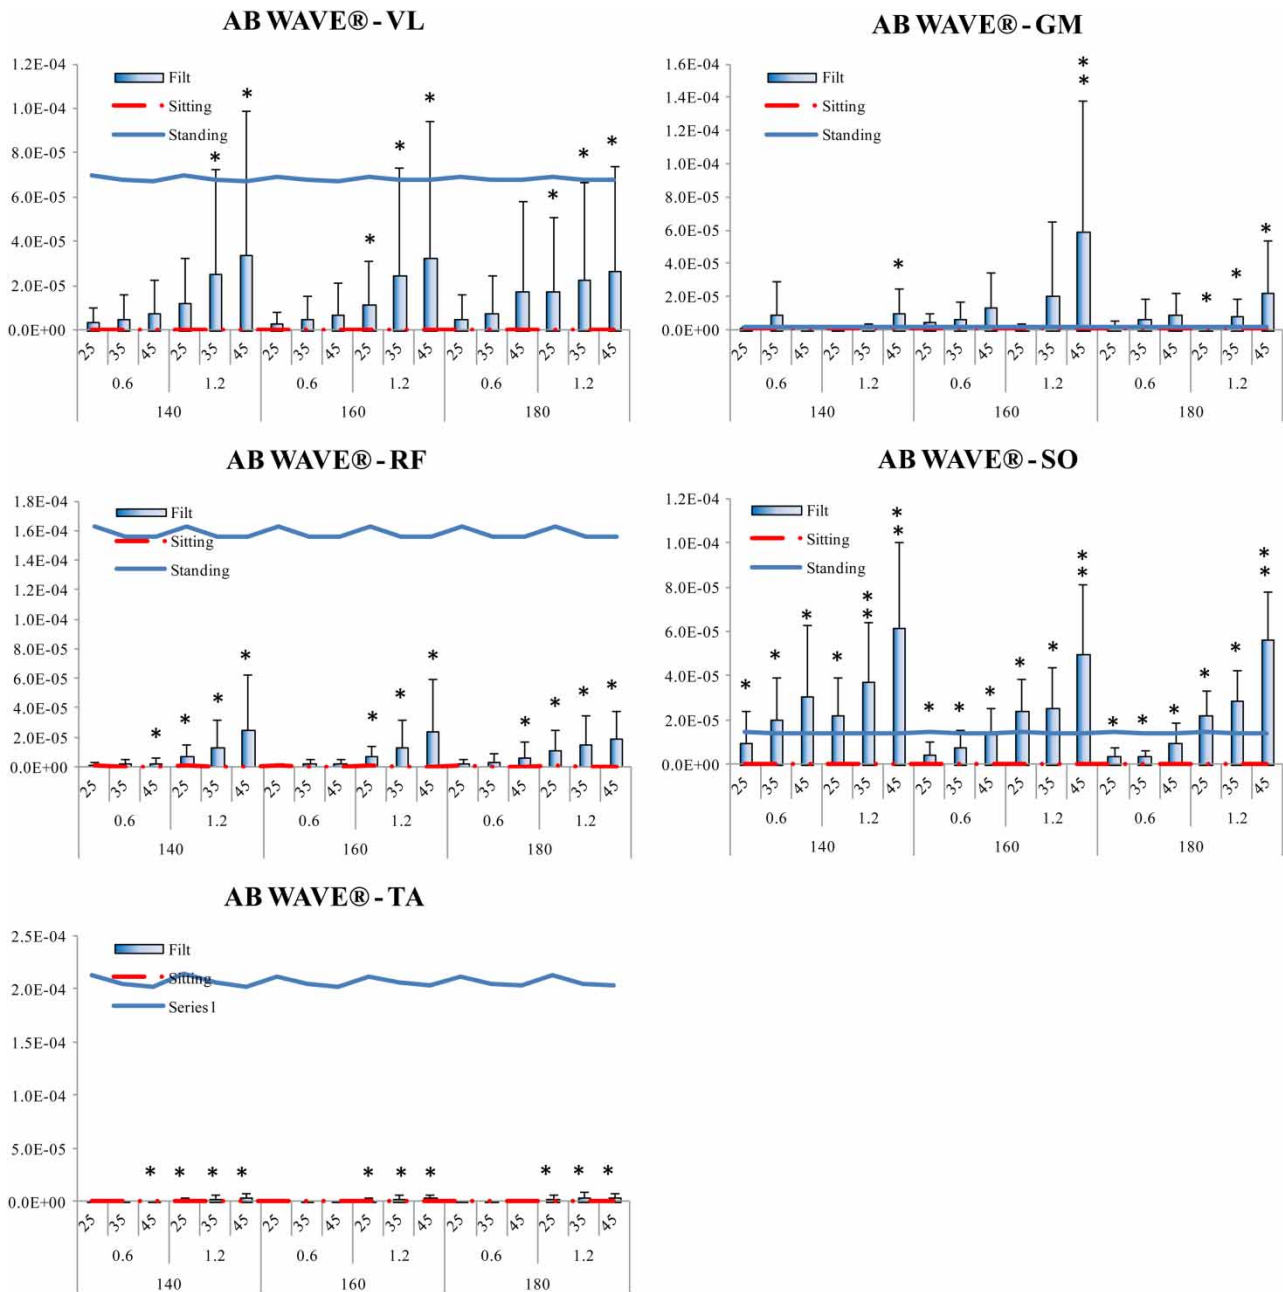 AB WAVE® - VL
1.2E-04
1.0E-04
8.0E-05
6.0E-05
4.0E-05
2.0E-05
0.0E+00
Filt
Sitting
Standing
* * * * * * * *
25 35 45 25 35 45 25 35 45 25 35 45 25 35 45 25 35 45
0.6 1.2 0.6 1.2 0.6 1.2
140 160 180
AB WAVE® - GM
1.6E-04
1.4E-04
1.2E-04
1.0E-04
8.0E-05
6.0E-05
4.0E-05
2.0E-05
0.0E+00
Filt
Sitting
Standing
* ** * * *
25 35 45 25 35 45 25 35 45 25 35 45 25 35 45 25 35 45
0.6 1.2 0.6 1.2 0.6 1.2
140 160 180
AB WAVE® - RF
1.8E-04
1.6E-04
1.4E-04
1.2E-04
1.0E-04
8.0E-05
6.0E-05
4.0E-05
2.0E-05
0.0E+00
Filt
Sitting
Standing
* * * * * * * * * * *
25 35 45 25 35 45 25 35 45 25 35 45 25 35 45 25 35 45
0.6 1.2 0.6 1.2 0.6 1.2
140 160 180
AB WAVE® - SO
1.2E-04
1.0E-04
8.0E-05
6.0E-05
4.0E-05
2.0E-05
0.0E+00
Filt
Sitting
Standing
* * * * ** ** * * * * * ** * * * * * **
25 35 45 25 35 45 25 35 45 25 35 45 25 35 45 25 35 45
0.6 1.2 0.6 1.2 0.6 1.2
140 160 180
AB WAVE® - TA
2.5E-04
2.0E-04
1.5E-04
1.0E-04
5.0E-05
0.0E+00
Filt
Sitting
Series1
* * * * * * * * * *
25 35 45 25 35 45 25 35 45 25 35 45 25 35 45 25 35 45
0.6 1.2 0.6 1.2 0.6 1.2
140 160 180